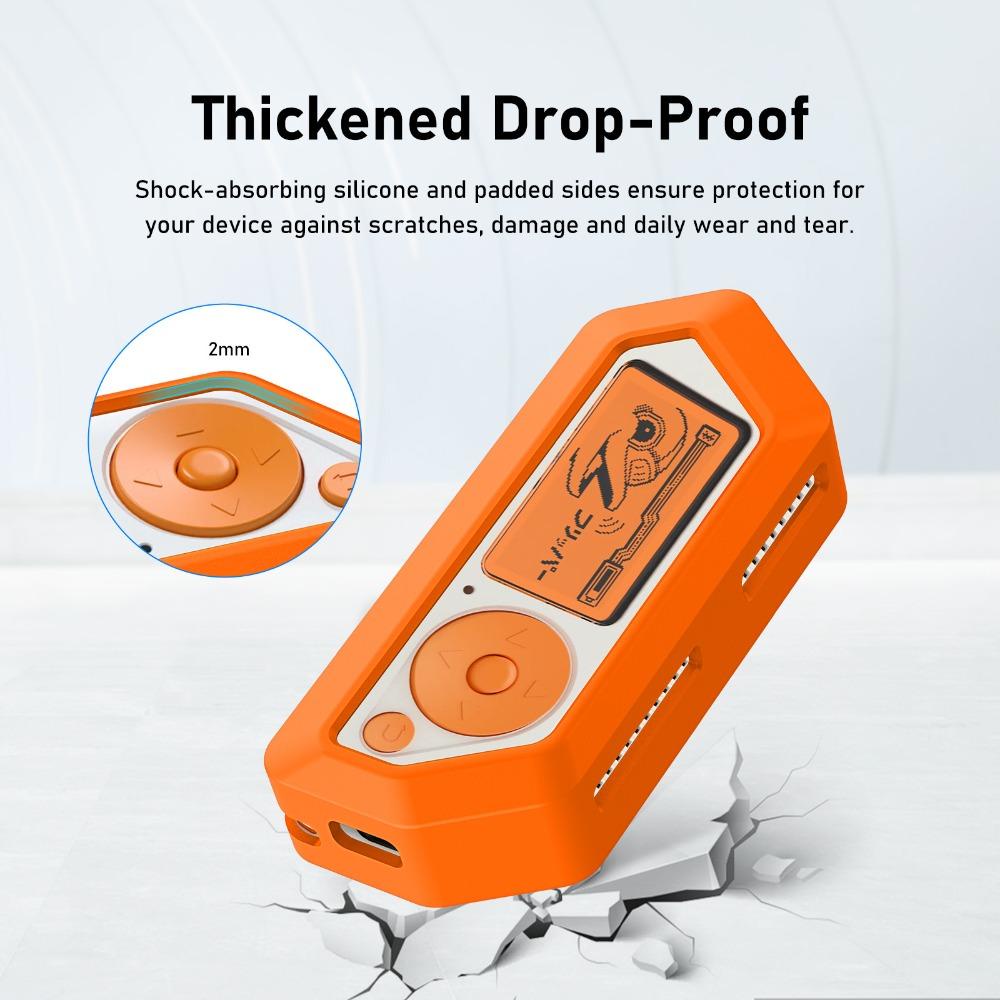 Thickened Drop-Proof
Shock-absorbing silicone and padded sides ensure protection for
your device against scratches, damage and daily wear and tear.
2mm